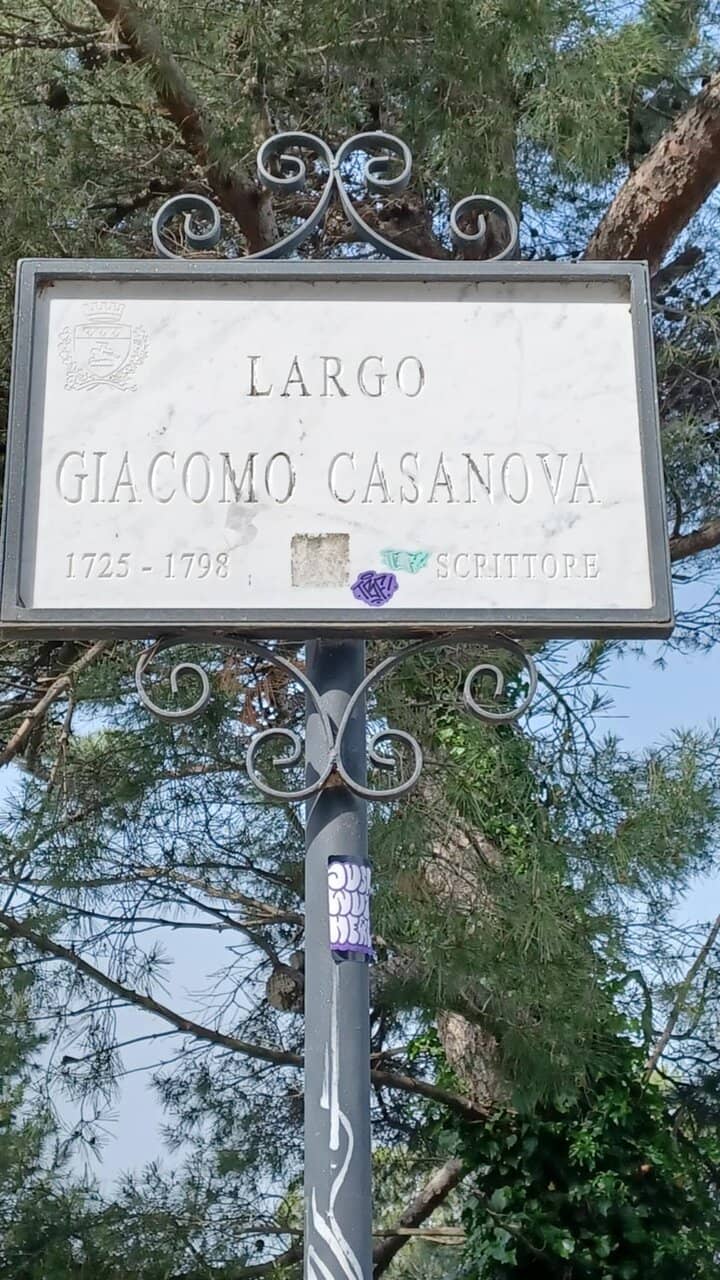 LARGO
GIACOMO CASANOVA
1725 - 1798 SCRITTORE